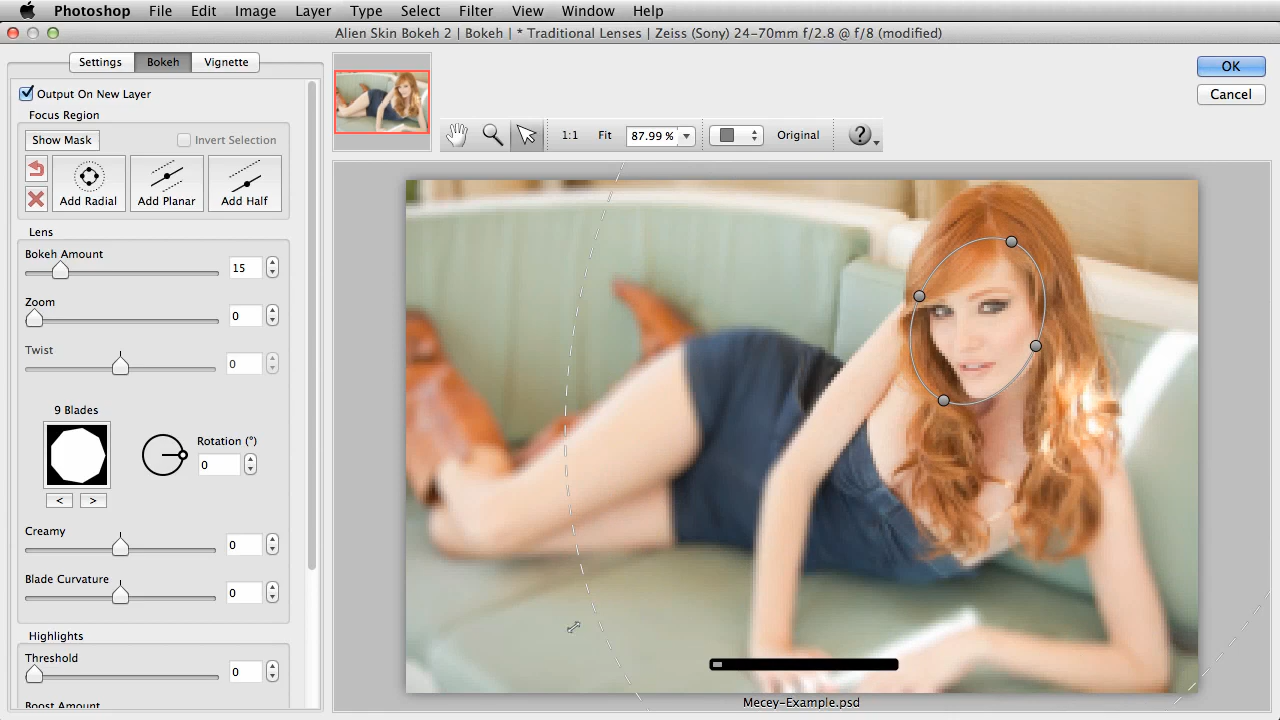 Photoshop File Edit Image Layer Type Select Filter View Window Help
Alien Skin Bokeh 2 | Bokeh | * Traditional Lenses | Zeiss (Sony) 24-70mm f/2.8 @ f/8 (modified)
Settings Bokeh Vignette
OK
Output On New Layer
Cancel
Focus Region
Show Mask Invert Selection
1:1 Fit 87.99 % Original ?
Add Radial Add Planar Add Half
Lens
Bokeh Amount
15
Zoom
0
Twist
0
9 Blades
Rotation (°)
0
< >
Creamy
0
Blade Curvature
0
Highlights
Threshold
0
Boost Amount
Mecey-Example.psd